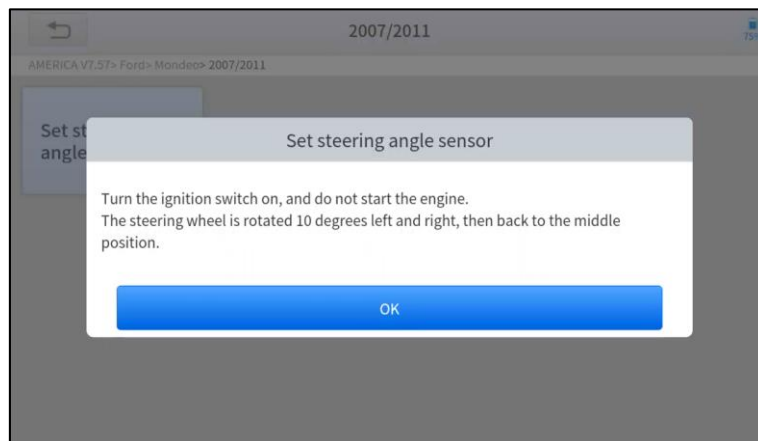 2007/2011
75%
AMERICA V7.57> Ford> Mondeo> 2007/2011
Set st
angle
Set steering angle sensor
Turn the ignition switch on, and do not start the engine.
The steering wheel is rotated 10 degrees left and right, then back to the middle
position.
OK